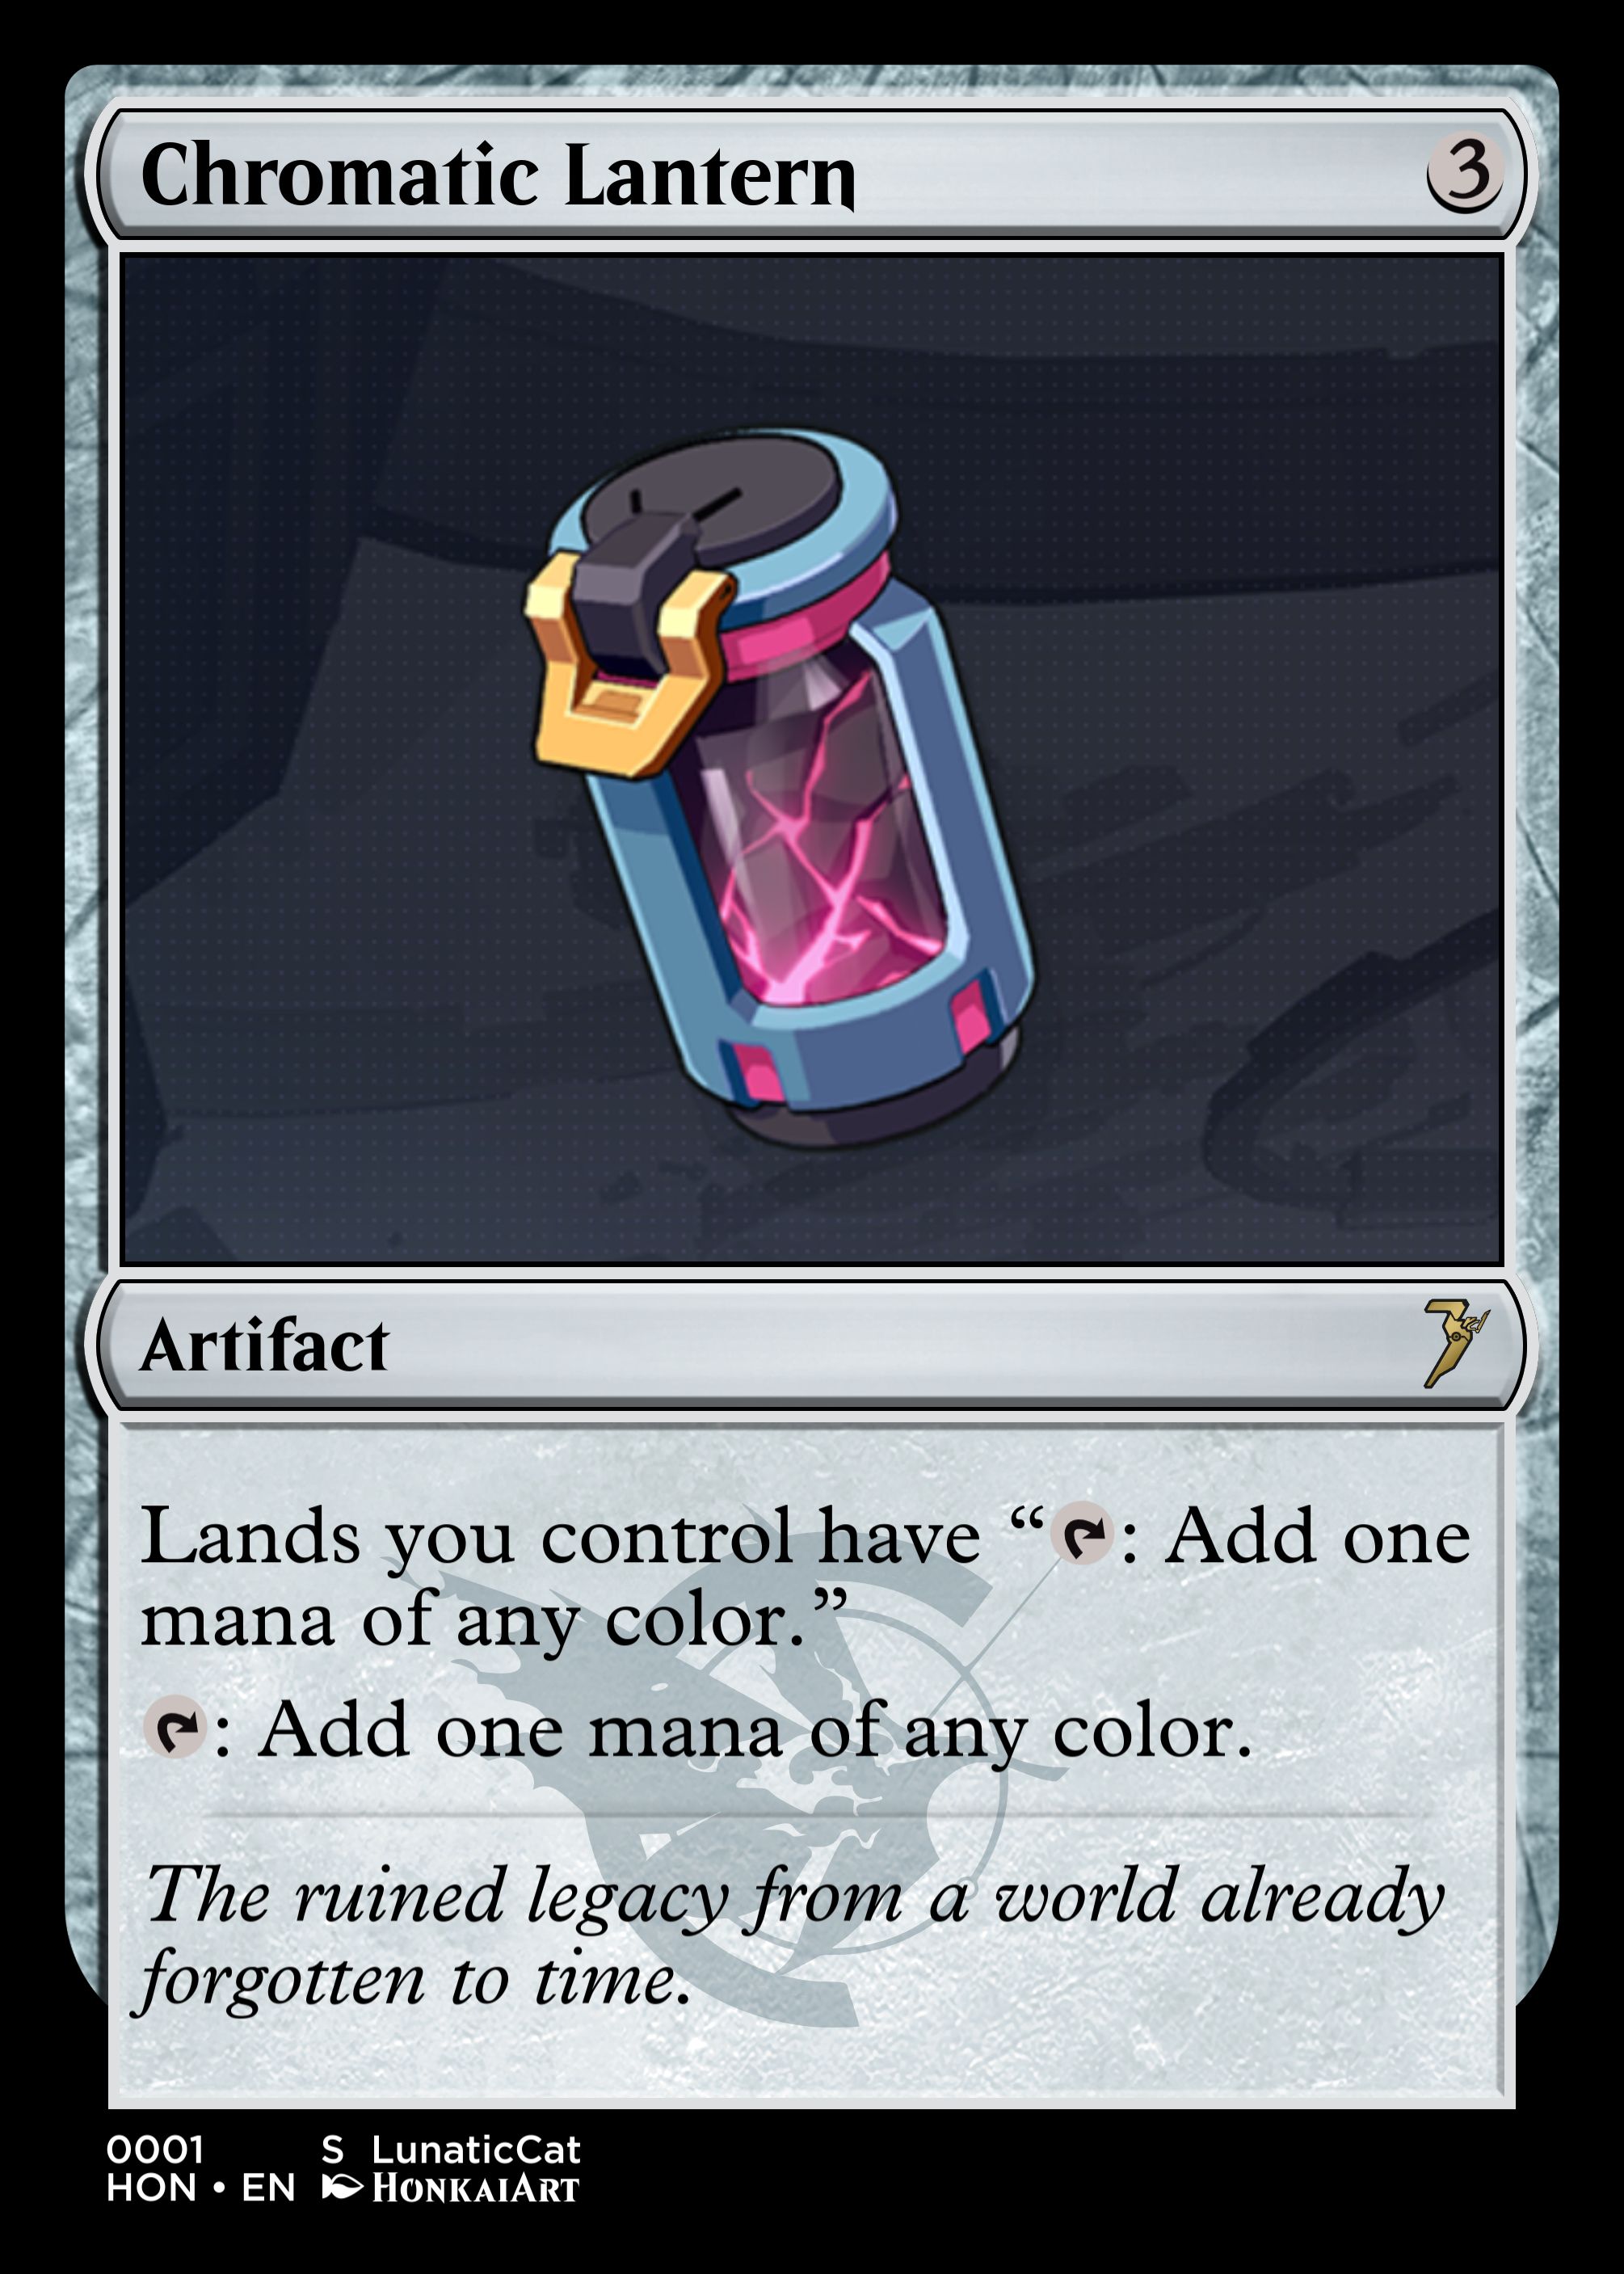 Chromatic Lantern 3
Artifact
Lands you control have “: Add one
mana of any color.”
: Add one mana of any color.
The ruined legacy from a world already
forgotten to time.
0001 S LunaticCat
HON • EN HonkaiArt